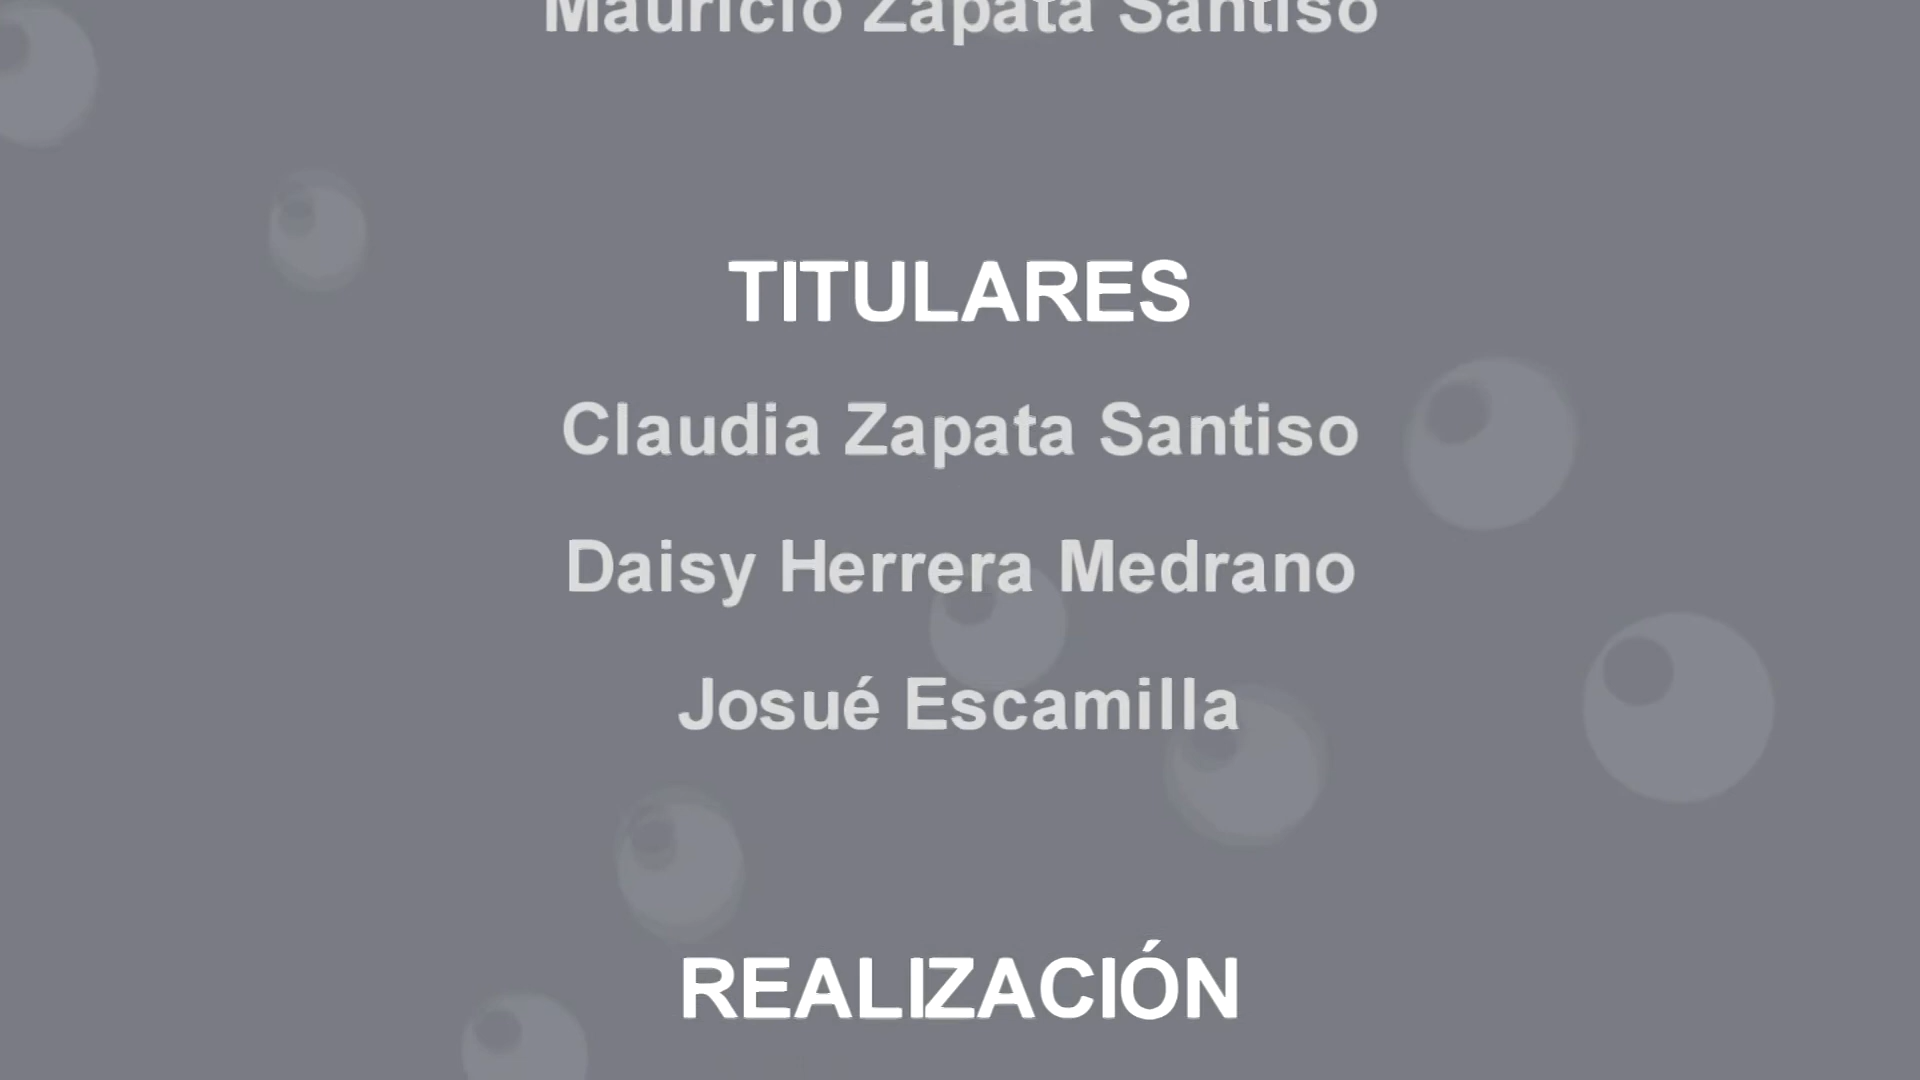 Mauricio Zapata Santiso
TITULARES
Claudia Zapata Santiso
Daisy Herrera Medrano
Josué Escamilla
REALIZACIÓN